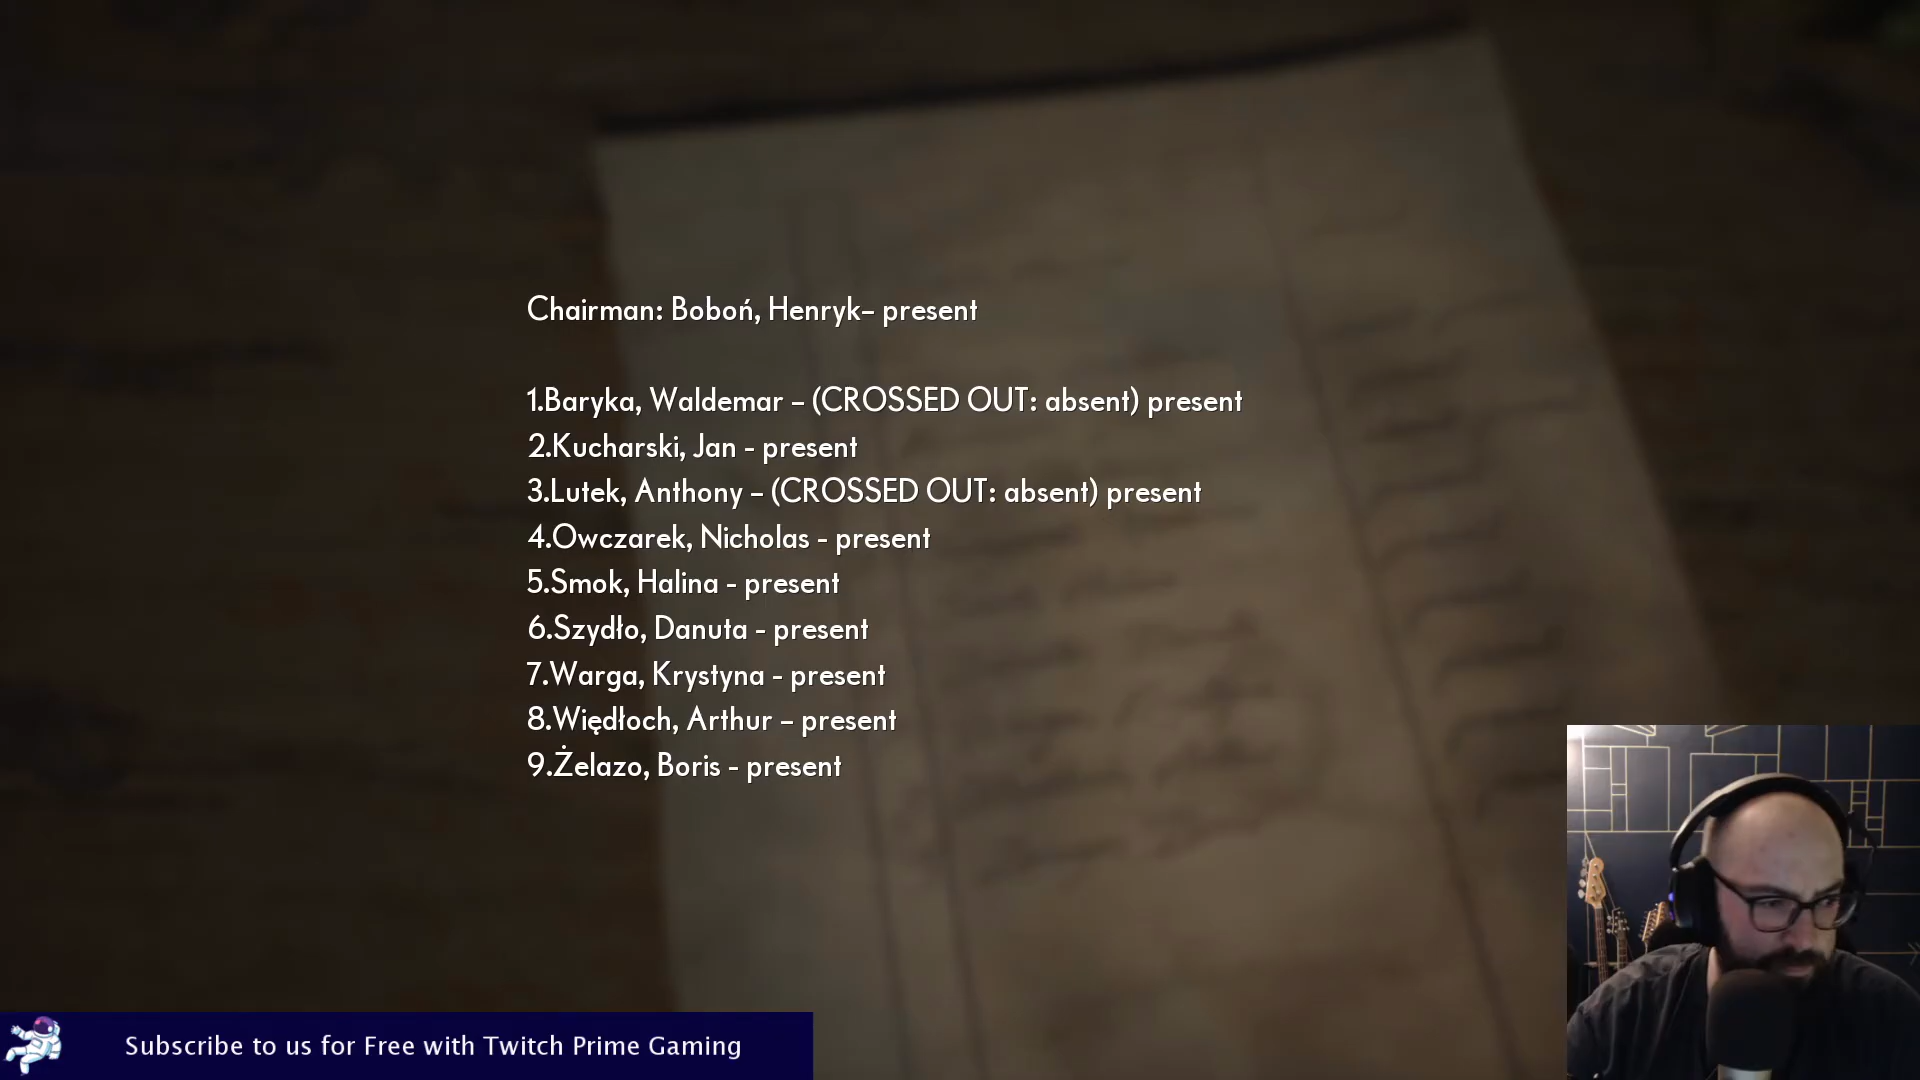 Chairman: Boboń, Henryk– present
1.Baryka, Waldemar – (CROSSED OUT: absent) present
2.Kucharski, Jan - present
3.Lutek, Anthony – (CROSSED OUT: absent) present
4.Owczarek, Nicholas - present
5.Smok, Halina - present
6.Szydło, Danuta - present
7.Warga, Krystyna - present
8.Więdłoch, Arthur – present
9.Żelazo, Boris - present
Subscribe to us for Free with Twitch Prime Gaming